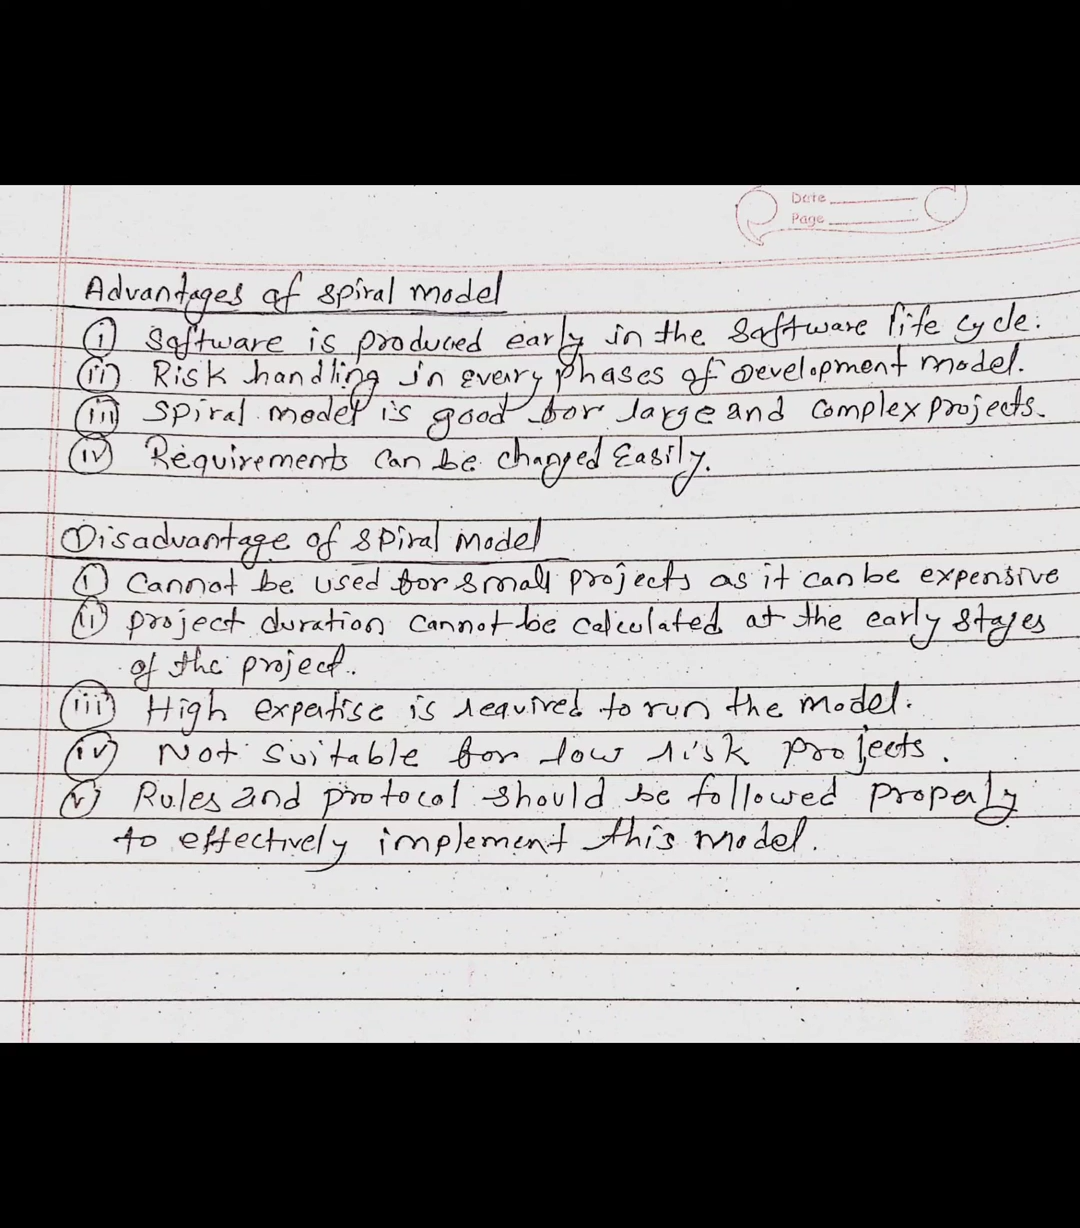 Date
Page
Advantages of spiral model
(i) Software is produced early in the software life cycle.
(ii) Risk handling in every phases of Development model.
(iii) Spiral model is good for large and complex projects.
(iv) Requirements can be changed Easily.
Disadvantage of spiral model
(i) Cannot be used for small projects as it can be expensive
(ii) project duration cannot be calculated at the early stages
of the project.
(iii) High expertise is required to run the model.
(iv) Not suitable for low risk projects.
(v) Rules and protocol should be followed properly
to effectively implement this model.